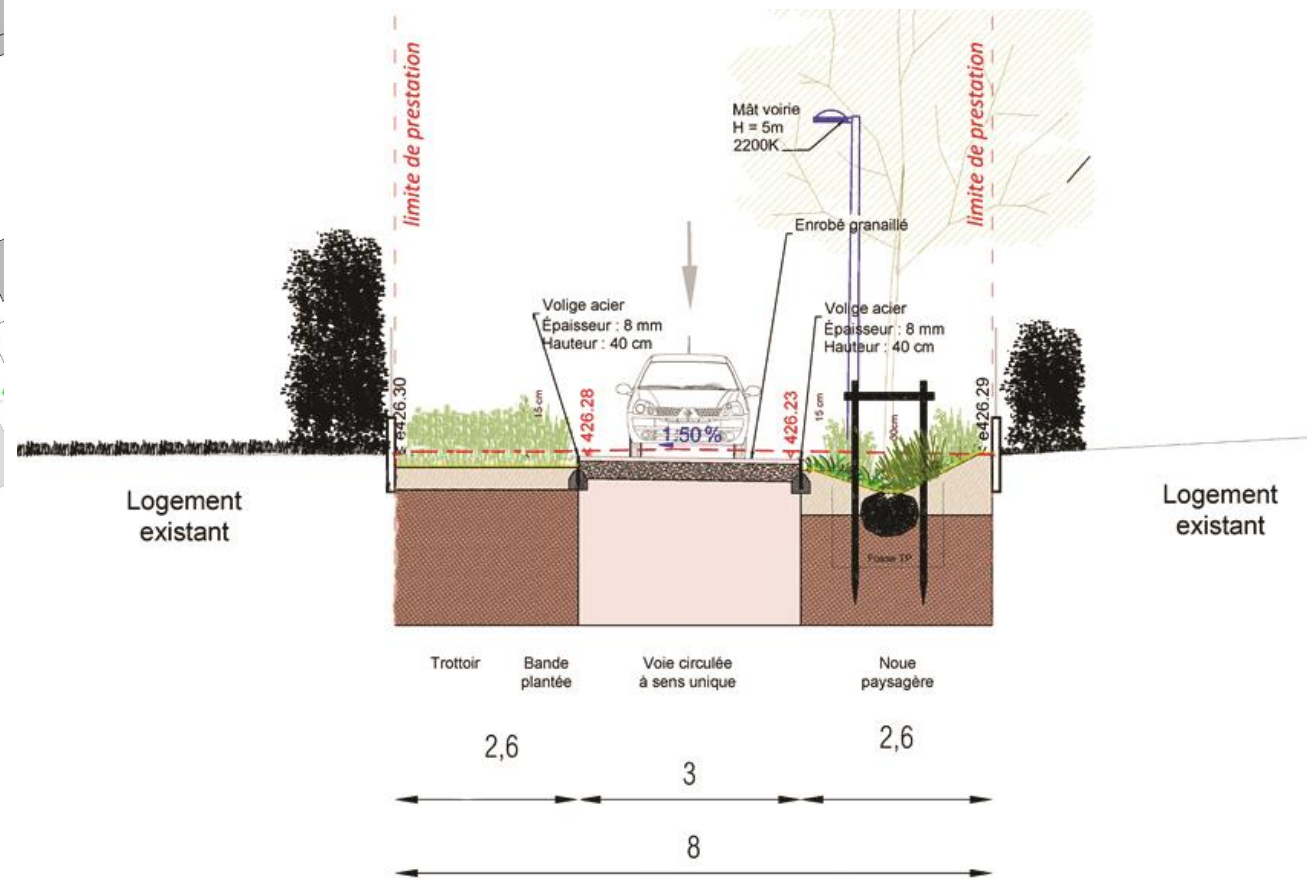 limite de prestation
limite de prestation
Mât voirie
H = 5m
2200K
Enrobé granaillé
Volige acier
Épaisseur : 8 mm
Hauteur : 40 cm
Volige acier
Épaisseur : 8 mm
Hauteur : 40 cm
e426.30
15 cm
426.28
1.50 %
426.23
15 cm
e426.29
Logement
existant
Logement
existant
Fosse TP
Trottoir
Bande
plantée
Voie circulée
à sens unique
Noue
paysagère
2,6
3
2,6
8